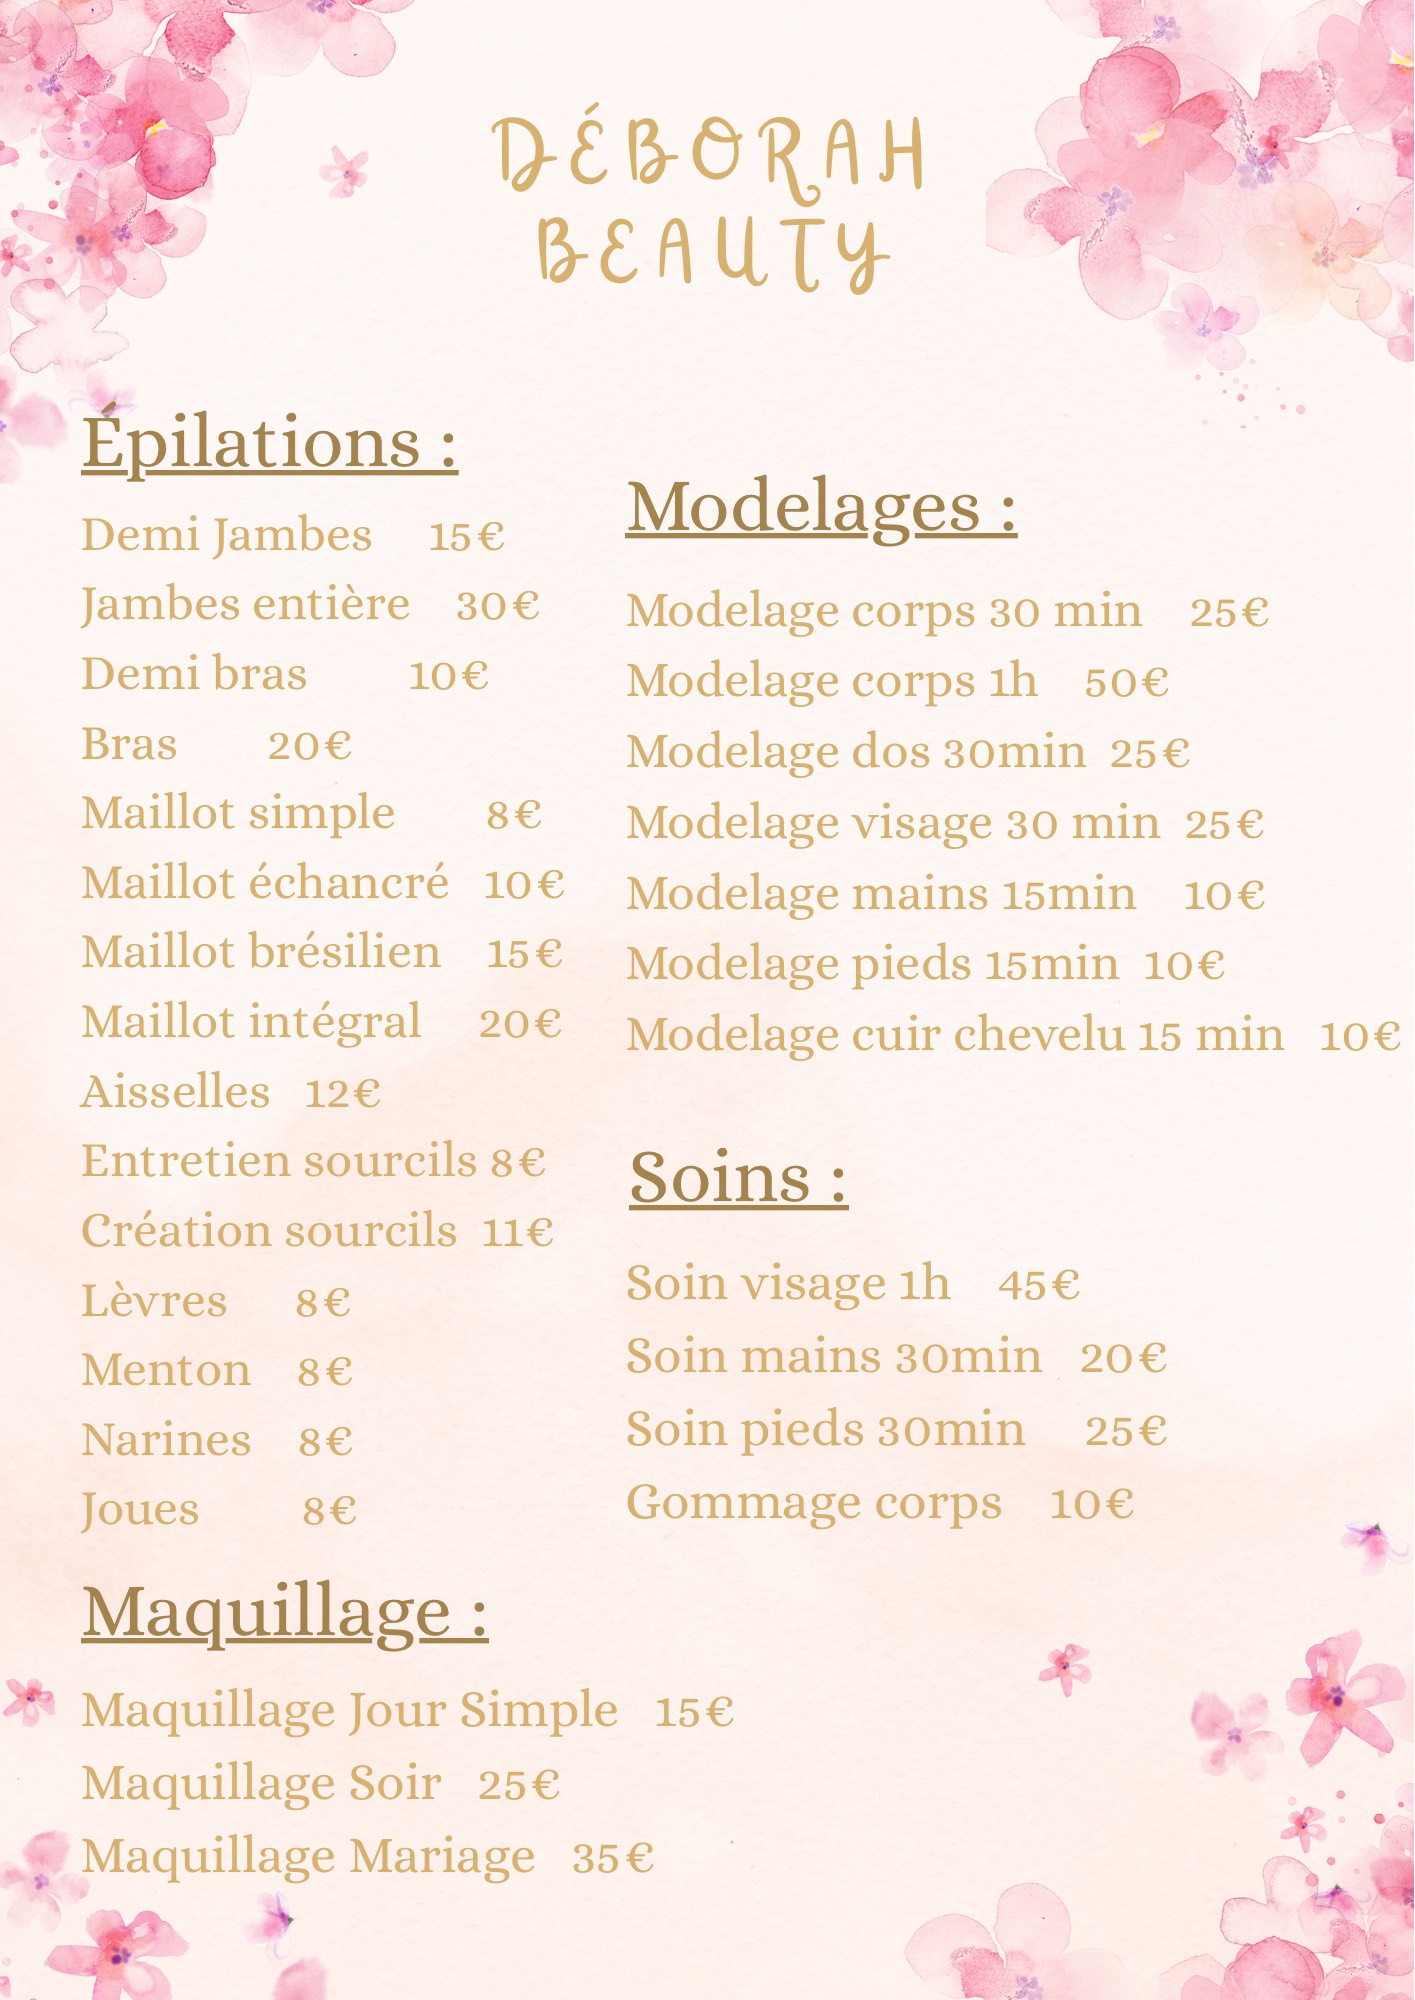 DÉBORAH
BEAUTY
Épilations :
Demi Jambes 15€
Jambes entière 30€
Demi bras 10€
Bras 20€
Maillot simple 8€
Maillot échancré 10€
Maillot brésilien 15€
Maillot intégral 20€
Aisselles 12€
Entretien sourcils 8€
Création sourcils 11€
Lèvres 8€
Menton 8€
Narines 8€
Joues 8€
Modelages :
Modelage corps 30 min 25€
Modelage corps 1h 50€
Modelage dos 30min 25€
Modelage visage 30 min 25€
Modelage mains 15min 10€
Modelage pieds 15min 10€
Modelage cuir chevelu 15 min 10€
Soins :
Soin visage 1h 45€
Soin mains 30min 20€
Soin pieds 30min 25€
Gommage corps 10€
Maquillage :
Maquillage Jour Simple 15€
Maquillage Soir 25€
Maquillage Mariage 35€